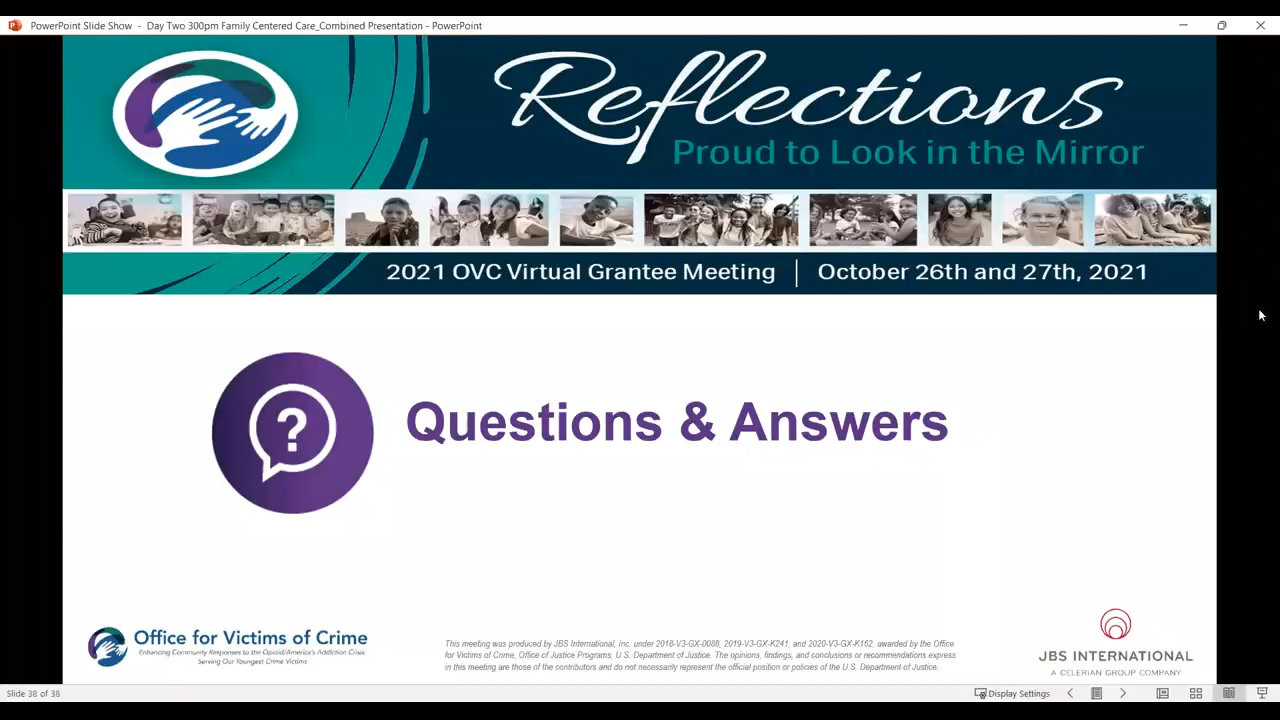 PowerPoint Slide Show - Day Two 300pm Family Centered Care_Combined Presentation - PowerPoint
Reflections
Proud to Look in the Mirror
2021 OVC Virtual Grantee Meeting | October 26th and 27th, 2021
?
Questions & Answers
Office for Victims of Crime
Enhancing Community Responses to the Opioid/America's Addiction Crisis:
Serving Our Youngest Crime Victims
This meeting was produced by JBS International, Inc. under 2018-V3-GX-0088, 2019-V3-GX-K241, and 2020-V3-GX-K162, awarded by the Office
for Victims of Crime, Office of Justice Programs, U.S. Department of Justice. The opinions, findings, and conclusions or recommendations express
in this meeting are those of the contributors and do not necessarily represent the official position or policies of the U.S. Department of Justice.
JBS INTERNATIONAL
A CELERIAN GROUP COMPANY
Slide 38 of 38
Display Settings